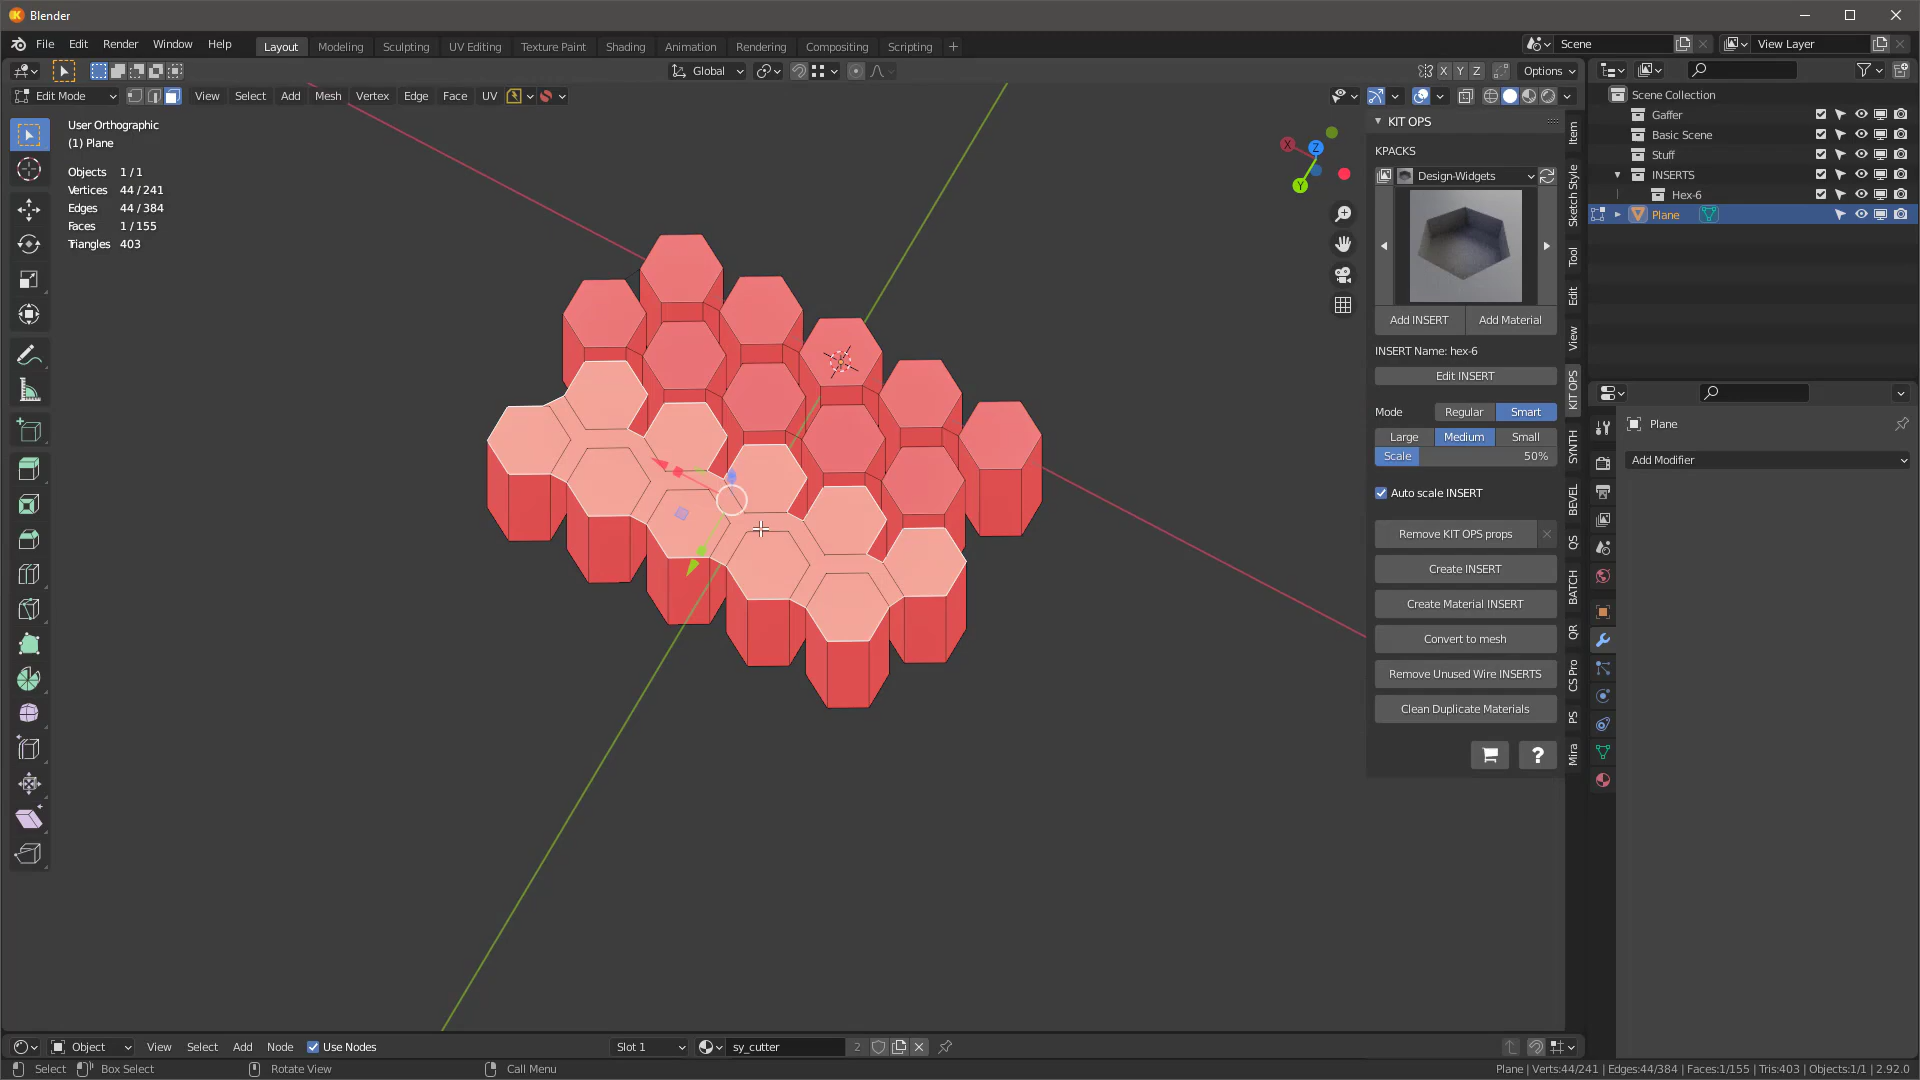 Blender
File Edit Render Window Help
Layout Modeling Sculpting UV Editing Texture Paint Shading Animation Rendering Compositing Scripting +
Scene
View Layer
Global
X Y Z
Options
Edit Mode
View Select Add Mesh Vertex Edge Face UV
User Orthographic
(1) Plane
Objects 1 / 1
Vertices 44 / 241
Edges 44 / 384
Faces 1 / 155
Triangles 403
X
Z
Y
KIT OPS
KPACKS
Design-Widgets
Add INSERT
Add Material
INSERT Name: hex-6
Edit INSERT
Mode Regular Smart
Large Medium Small
Scale 50%
Auto scale INSERT
Remove KIT OPS props
Create INSERT
Create Material INSERT
Convert to mesh
Remove Unused Wire INSERTS
Clean Duplicate Materials
?
Item
Sketch Style
Tool
Edit
View
KIT OPS
SYNTH
BEVEL
QS
BATCH
QR
CS Pro
PS
Mira
Scene Collection
Gaffer
Basic Scene
Stuff
INSERTS
Hex-6
Plane
Plane
Add Modifier
Object View Select Add Node Use Nodes
Slot 1
sy_cutter
2
Select Box Select Rotate View Call Menu
Plane | Verts:44/241 | Edges:44/384 | Faces:1/155 | Tris:403 | Objects:1/1 | 2.92.0